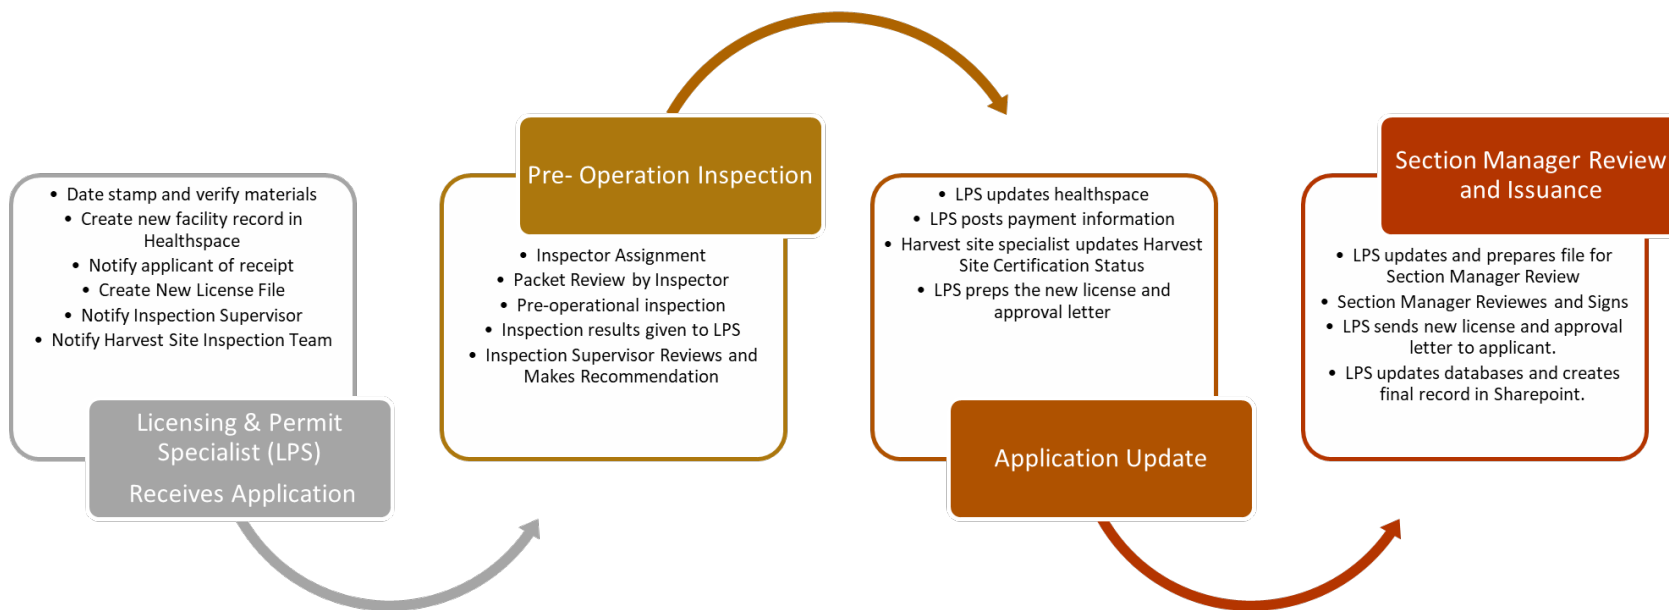 • Date stamp and verify materials
• Create new facility record in
Healthspace
• Notify applicant of receipt
• Create New License File
• Notify Inspection Supervisor
• Notify Harvest Site Inspection Team
Licensing & Permit
Specialist (LPS)
Receives Application
Pre- Operation Inspection
• Inspector Assignment
• Packet Review by Inspector
• Pre-operational inspection
• Inspection results given to LPS
• Inspection Supervisor Reviews and
Makes Recommendation
• LPS updates healthspace
• LPS posts payment information
• Harvest site specialist updates Harvest
Site Certification Status
• LPS preps the new license and
approval letter
Application Update
Section Manager Review
and Issuance
• LPS updates and prepares file for
Section Manager Review
• Section Manager Reviewes and Signs
• LPS sends new license and approval
letter to applicant.
• LPS updates databases and creates
final record in Sharepoint.